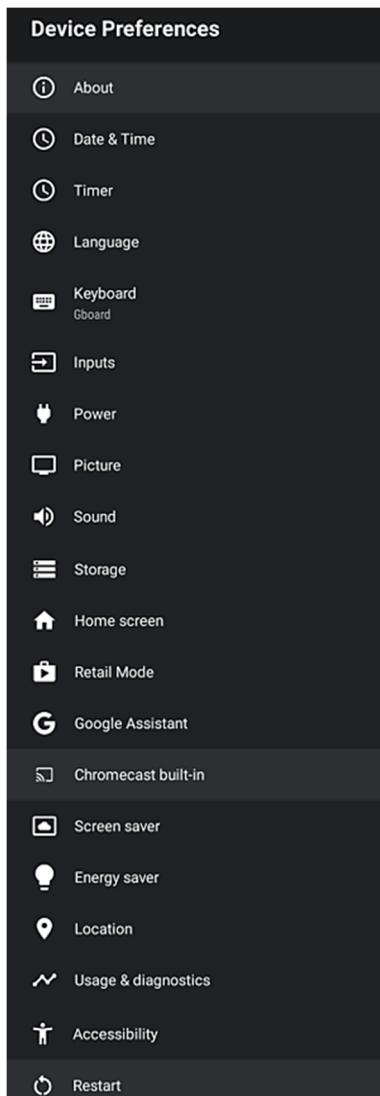 Device Preferences
About
Date & Time
Timer
Language
Keyboard
Gboard
Inputs
Power
Picture
Sound
Storage
Home screen
Retail Mode
Google Assistant
Chromecast built-in
Screen saver
Energy saver
Location
Usage & diagnostics
Accessibility
Restart